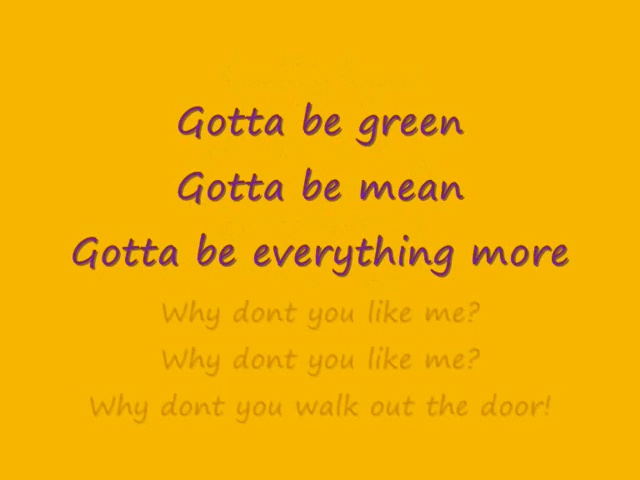 Gotta be green
Gotta be mean
Gotta be everything more
Why dont you like me?
Why dont you like me?
Why dont you walk out the door!